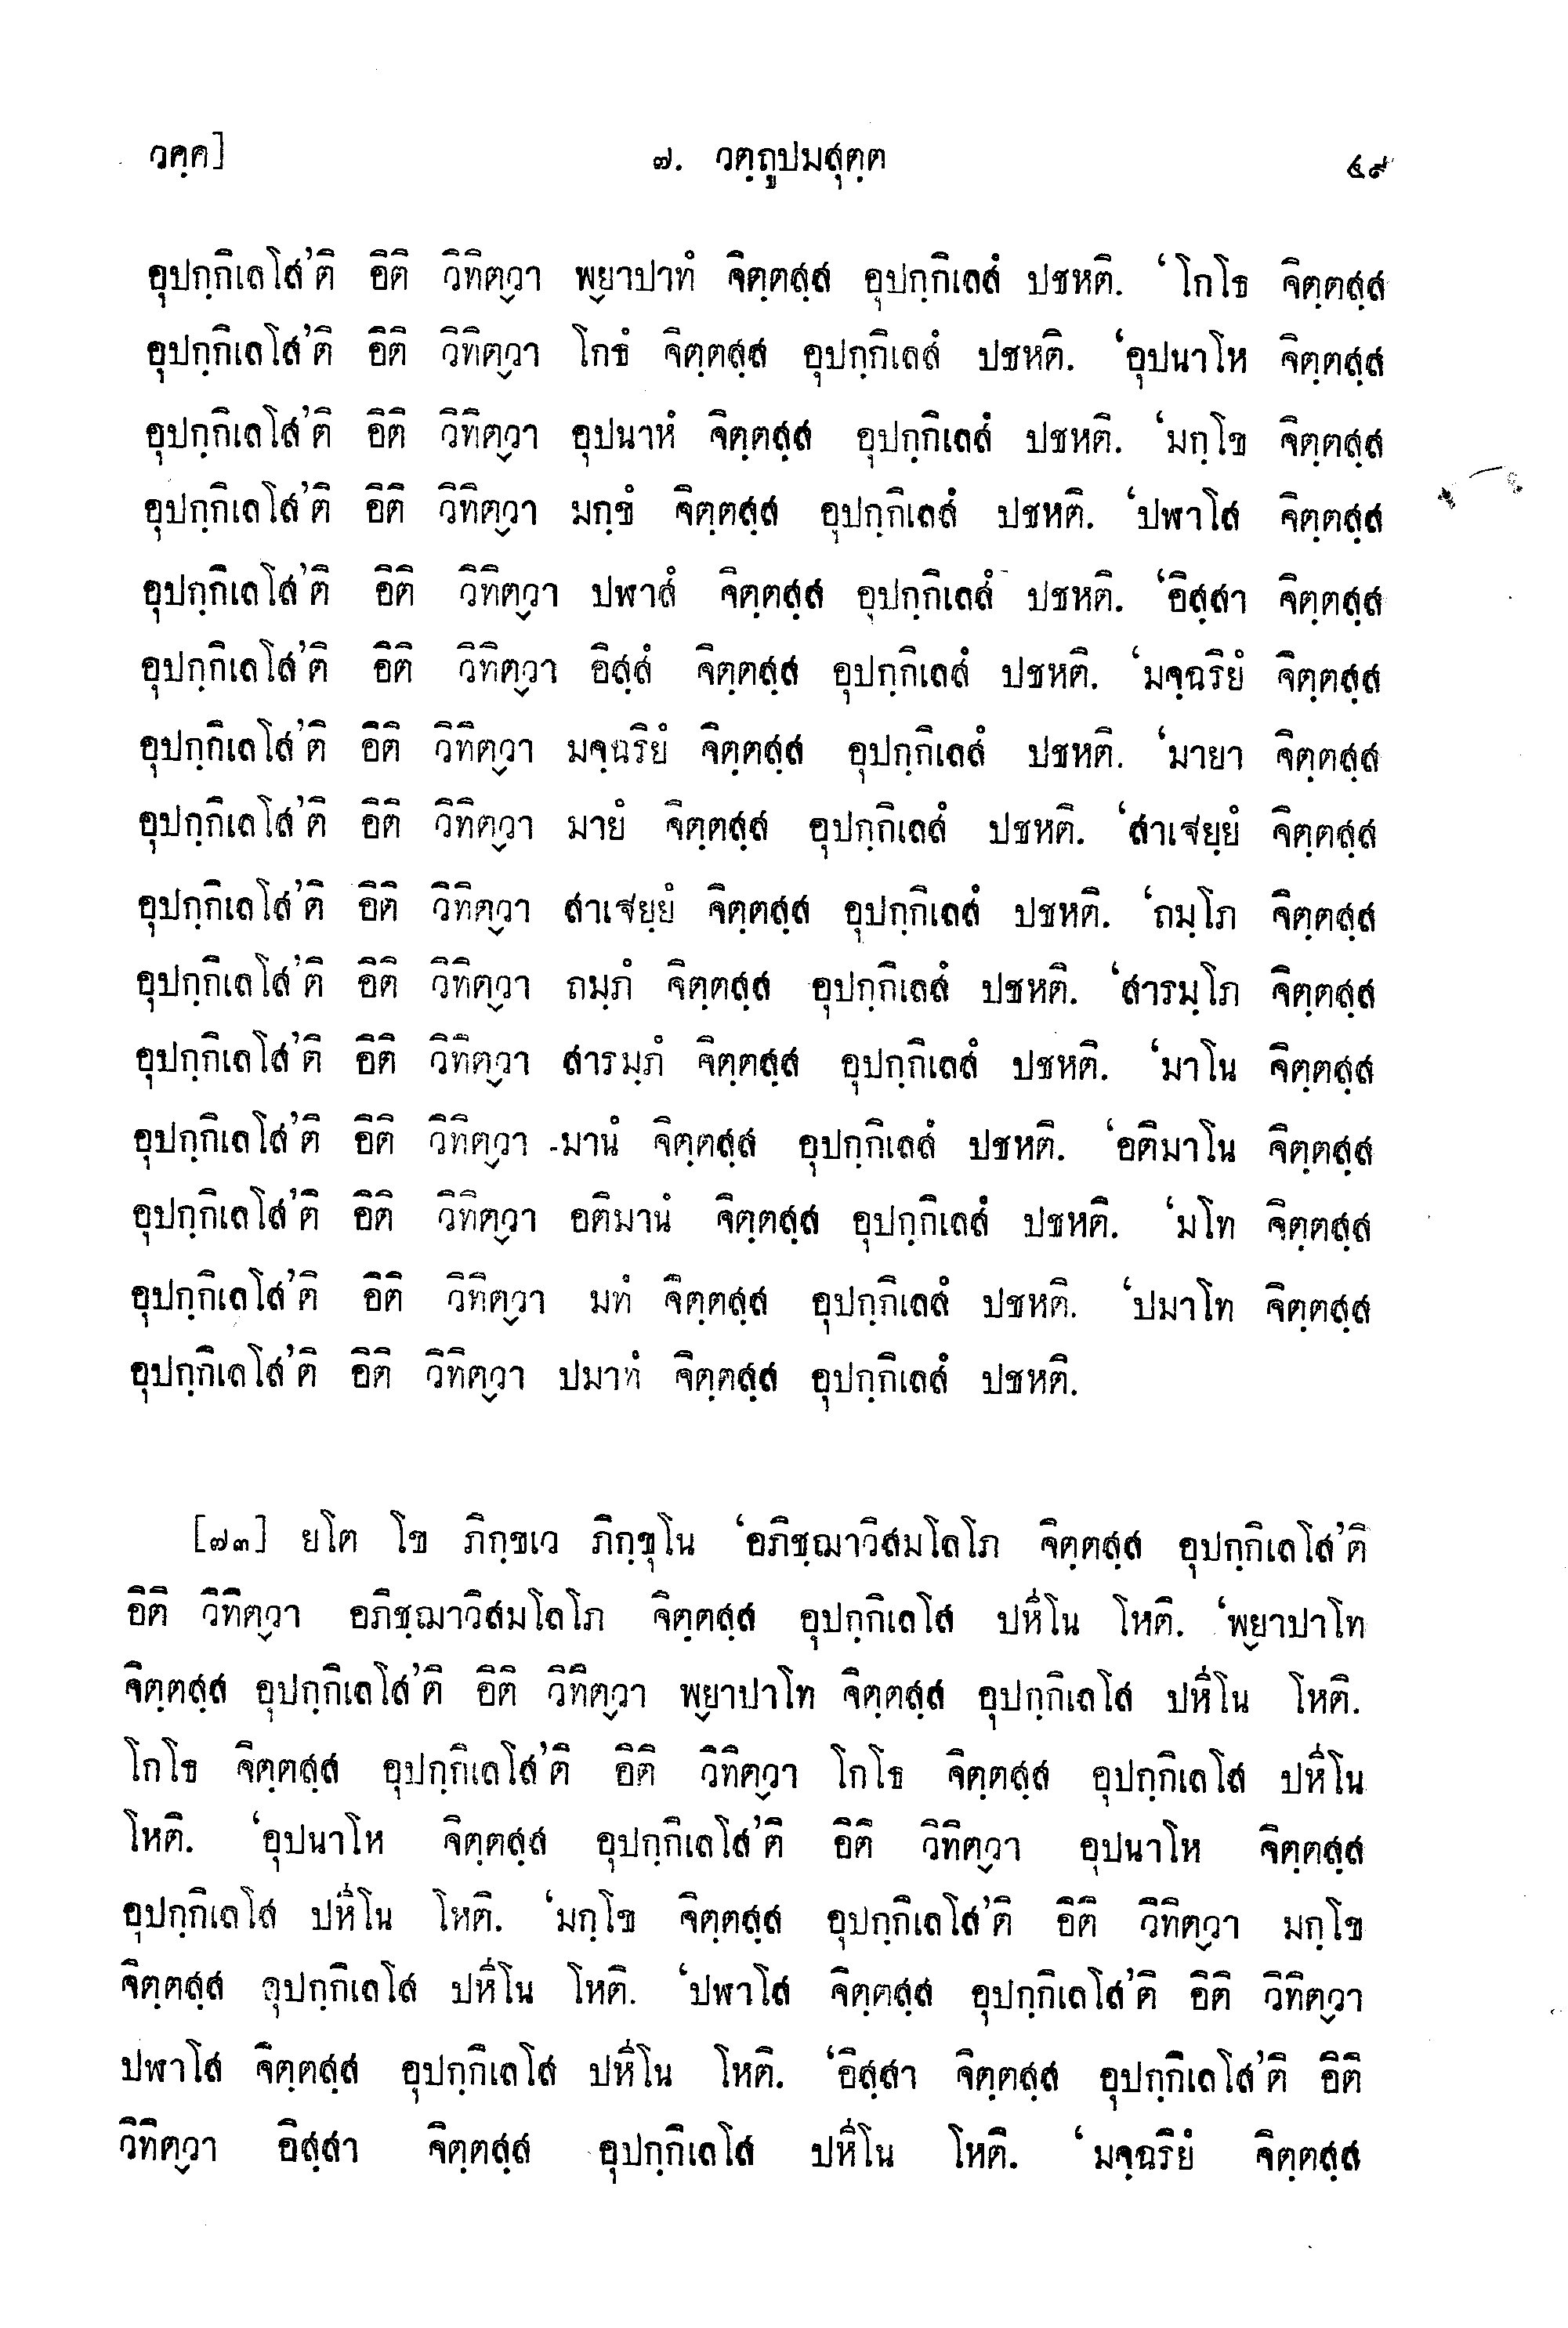 วคฺค]
๗. วตฺถูปมสุตฺต
๕๙
อุปกฺกิเลโส’ติ อิติ วิทิตฺวา พฺยาปาทํ จิตฺตสฺส อุปกฺกิเลสํ ปชหติ. ‘โกโธ จิตฺตสฺส
อุปกฺกิเลโส’ติ อิติ วิทิตฺวา โกธํ จิตฺตสฺส อุปกฺกิเลสํ ปชหติ. ‘อุปนาโห จิตฺตสฺส
อุปกฺกิเลโส’ติ อิติ วิทิตฺวา อุปนาหํ จิตฺตสฺส อุปกฺกิเลสํ ปชหติ. ‘มกฺโข จิตฺตสฺส
อุปกฺกิเลโส’ติ อิติ วิทิตฺวา มกฺขํ จิตฺตสฺส อุปกฺกิเลสํ ปชหติ. ‘ปฬาโส จิตฺตสฺส
อุปกฺกิเลโส’ติ อิติ วิทิตฺวา ปฬาสํ จิตฺตสฺส อุปกฺกิเลสํ ปชหติ. ‘อิสฺสา จิตฺตสฺส
อุปกฺกิเลโส’ติ อิติ วิทิตฺวา อิสฺสํ จิตฺตสฺส อุปกฺกิเลสํ ปชหติ. ‘มจฺฉริยํ จิตฺตสฺส
อุปกฺกิเลโส’ติ อิติ วิทิตฺวา มจฺฉริยํ จิตฺตสฺส อุปกฺกิเลสํ ปชหติ. ‘มายา จิตฺตสฺส
อุปกฺกิเลโส’ติ อิติ วิทิตฺวา มายํ จิตฺตสฺส อุปกฺกิเลสํ ปชหติ. ‘สาเฐยฺยํ จิตฺตสฺส
อุปกฺกิเลโส’ติ อิติ วิทิตฺวา สาเฐยฺยํ จิตฺตสฺส อุปกฺกิเลสํ ปชหติ. ‘ถมฺโภ จิตฺตสฺส
อุปกฺกิเลโส’ติ อิติ วิทิตฺวา ถมฺภํ จิตฺตสฺส อุปกฺกิเลสํ ปชหติ. ‘สารมฺโภ จิตฺตสฺส
อุปกฺกิเลโส’ติ อิติ วิทิตฺวา สารมฺภํ จิตฺตสฺส อุปกฺกิเลสํ ปชหติ. ‘มาโน จิตฺตสฺส
อุปกฺกิเลโส’ติ อิติ วิทิตฺวา มานํ จิตฺตสฺส อุปกฺกิเลสํ ปชหติ. ‘อติมาโน จิตฺตสฺส
อุปกฺกิเลโส’ติ อิติ วิทิตฺวา อติมานํ จิตฺตสฺส อุปกฺกิเลสํ ปชหติ. ‘มโท จิตฺตสฺส
อุปกฺกิเลโส’ติ อิติ วิทิตฺวา มทํ จิตฺตสฺส อุปกฺกิเลสํ ปชหติ. ‘ปมาโท จิตฺตสฺส
อุปกฺกิเลโส’ติ อิติ วิทิตฺวา ปมาทํ จิตฺตสฺส อุปกฺกิเลสํ ปชหติ.
[๗๓] ยโต โข ภิกฺขเว ภิกฺขุโน ‘อภิชฺฌาวิสมโลโภ จิตฺตสฺส อุปกฺกิเลโส’ติ
อิติ วิทิตฺวา อภิชฺฌาวิสมโลโภ จิตฺตสฺส อุปกฺกิเลโส ปหีโน โหติ. ‘พฺยาปาโท
จิตฺตสฺส อุปกฺกิเลโส’ติ อิติ วิทิตฺวา พฺยาปาโท จิตฺตสฺส อุปกฺกิเลโส ปหีโน โหติ.
โกโธ จิตฺตสฺส อุปกฺกิเลโส’ติ อิติ วิทิตฺวา โกโธ จิตฺตสฺส อุปกฺกิเลโส ปหีโน
โหติ. ‘อุปนาโห จิตฺตสฺส อุปกฺกิเลโส’ติ อิติ วิทิตฺวา อุปนาโห จิตฺตสฺส
อุปกฺกิเลโส ปหีโน โหติ. ‘มกฺโข จิตฺตสฺส อุปกฺกิเลโส’ติ อิติ วิทิตฺวา มกฺโข
จิตฺตสฺส อุปกฺกิเลโส ปหีโน โหติ. ‘ปฬาโส จิตฺตสฺส อุปกฺกิเลโส’ติ อิติ วิทิตฺวา
ปฬาโส จิตฺตสฺส อุปกฺกิเลโส ปหีโน โหติ. ‘อิสฺสา จิตฺตสฺส อุปกฺกิเลโส’ติ อิติ
วิทิตฺวา อิสฺสา จิตฺตสฺส อุปกฺกิเลโส ปหีโน โหติ. ‘มจฺฉริยํ จิตฺตสฺส